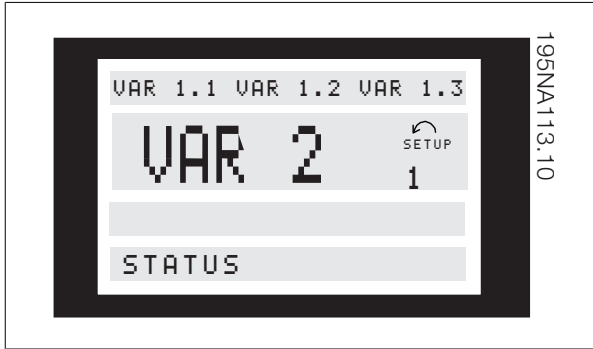 VAR 1.1 VAR 1.2 VAR 1.3
VAR 2
SETUP
1
STATUS
195NA113.10